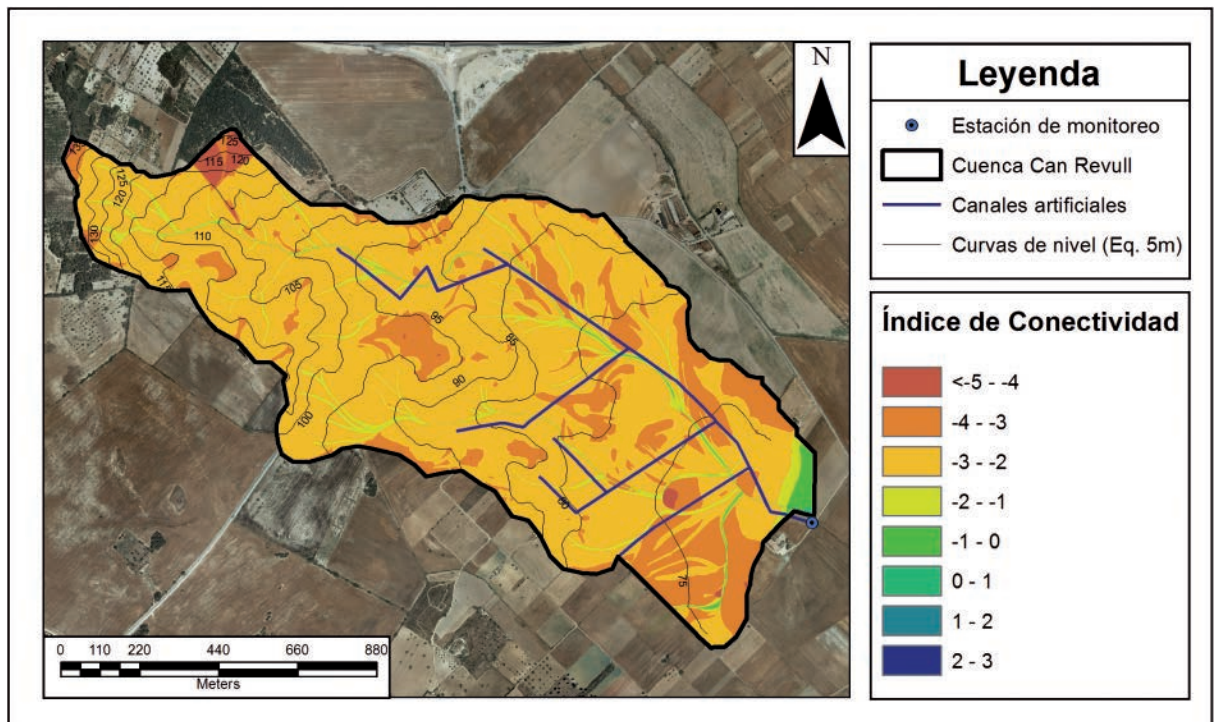 N
125
115
120
125
120
130
110
105
95
85
90
100
80
75
0 110 220 440 660 880
Meters
Leyenda
Estación de monitoreo
Cuenca Can Revull
Canales artificiales
Curvas de nivel (Eq. 5m)
Índice de Conectividad
<-5 - -4
-4 - -3
-3 - -2
-2 - -1
-1 - 0
0 - 1
1 - 2
2 - 3